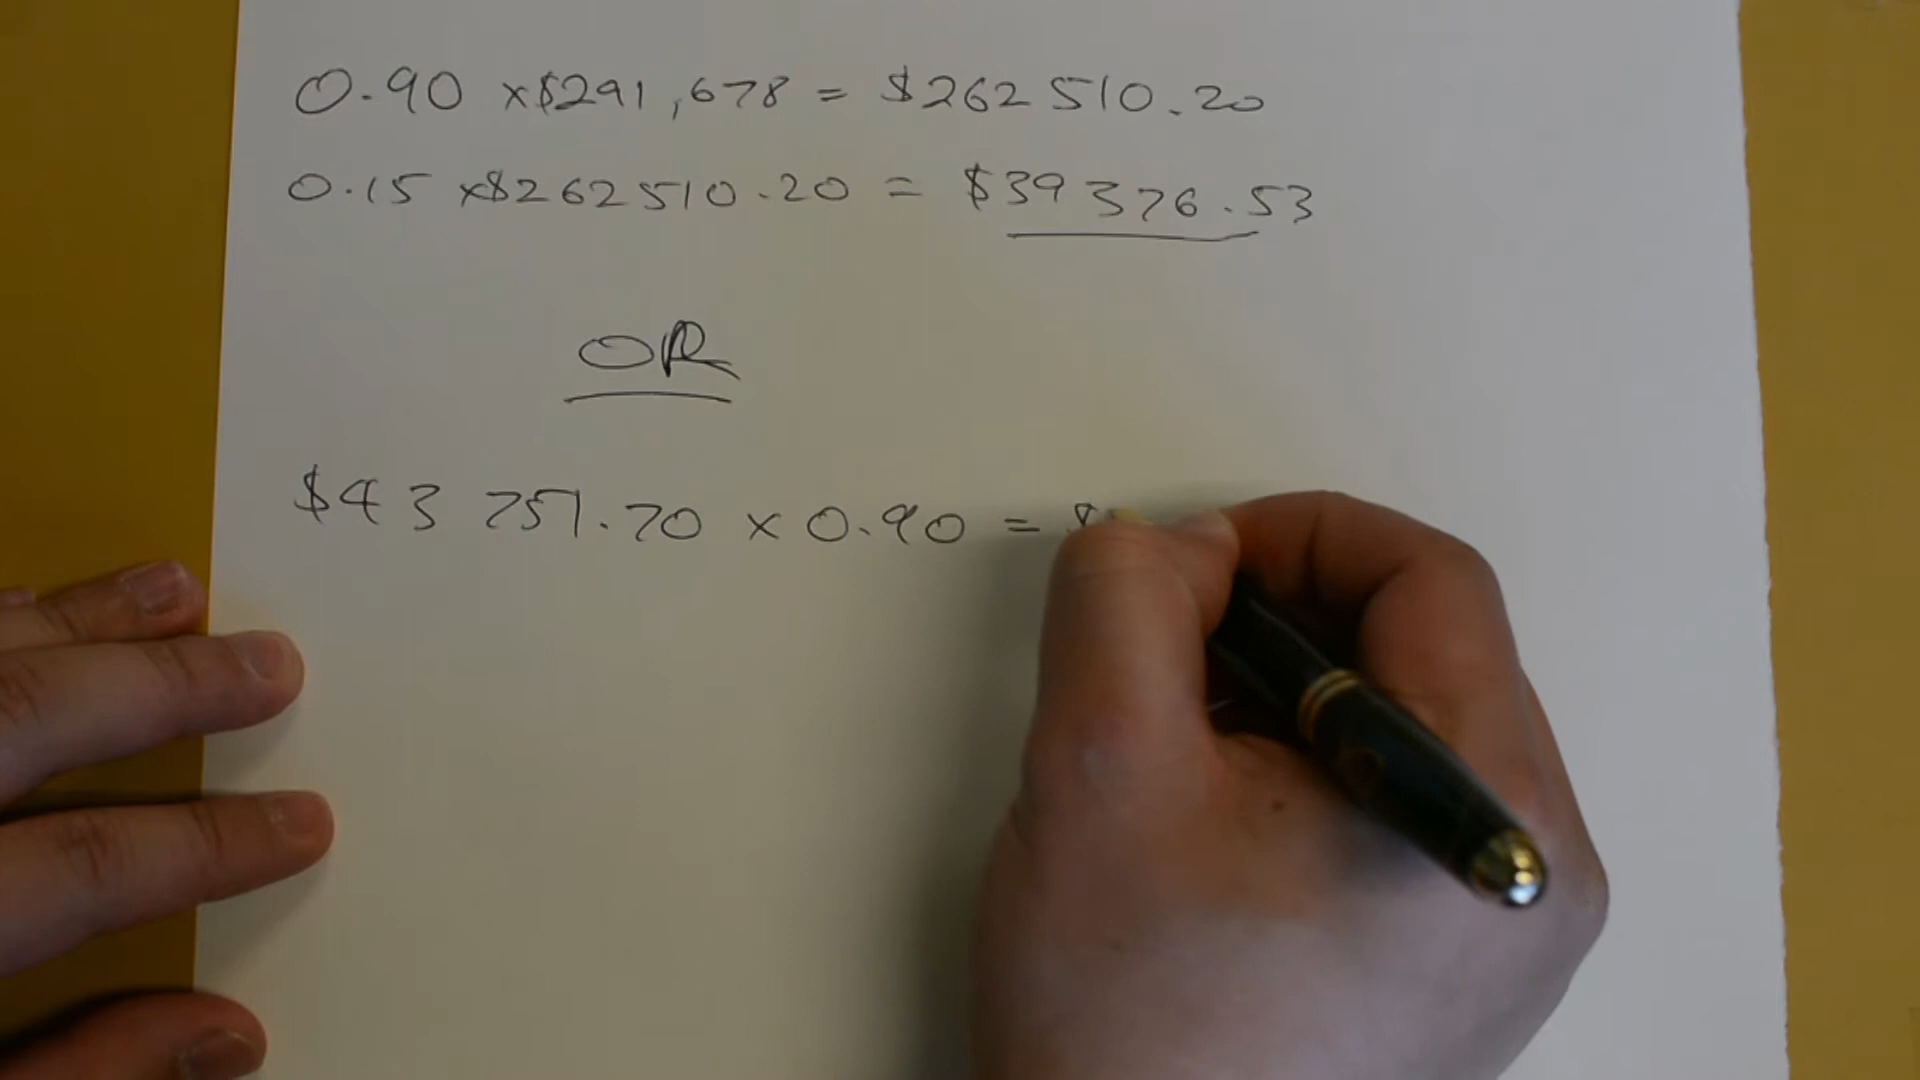 0.90 x $291,678 = $262 510.20
0.15 x $262 510.20 = $39 376.53
OR
$43 751.70 x 0.90 = $